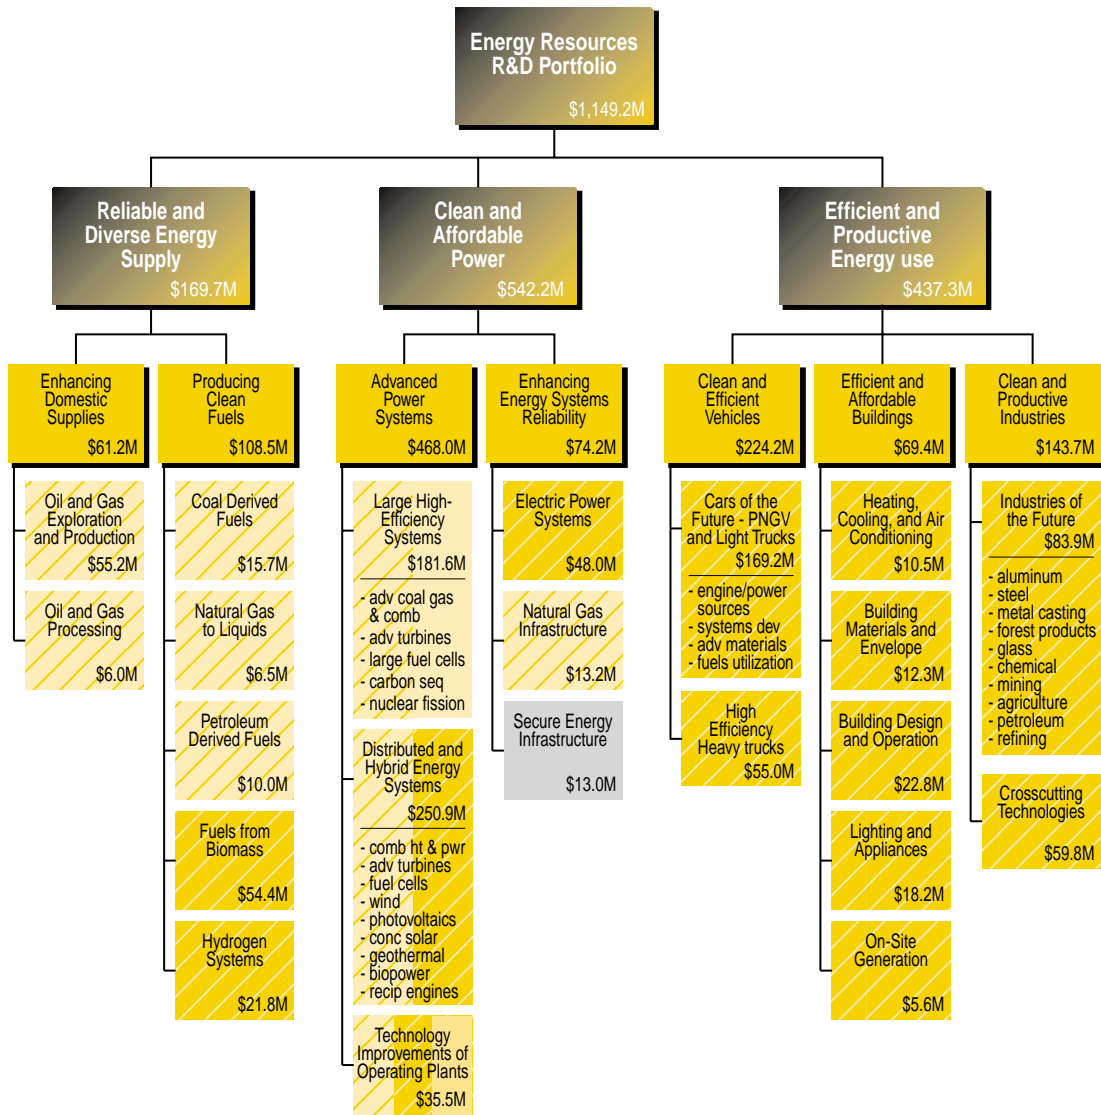 Energy Resources
R&D Portfolio
$1,149.2M
Reliable and
Diverse Energy
Supply
$169.7M
Clean and
Affordable
Power
$542.2M
Efficient and
Productive
Energy use
$437.3M
Enhancing
Domestic
Supplies
$61.2M
Producing
Clean
Fuels
$108.5M
Advanced
Power
Systems
$468.0M
Enhancing
Energy Systems
Reliability
$74.2M
Clean and
Efficient
Vehicles
$224.2M
Efficient and
Affordable
Buildings
$69.4M
Clean and
Productive
Industries
$143.7M
Oil and Gas
Exploration
and Production
$55.2M
Oil and Gas
Processing
$6.0M
Coal Derived
Fuels
$15.7M
Natural Gas
to Liquids
$6.5M
Petroleum
Derived Fuels
$10.0M
Fuels from
Biomass
$54.4M
Hydrogen
Systems
$21.8M
Large High-
Efficiency
Systems
$181.6M
- adv coal gas
& comb
- adv turbines
- large fuel cells
- carbon seq
- nuclear fission
Distributed and
Hybrid Energy
Systems
$250.9M
- comb ht & pwr
- adv turbines
- fuel cells
- wind
- photovoltaics
- conc solar
- geothermal
- biopower
- recip engines
Technology
Improvements of
Operating Plants
$35.5M
Electric Power
Systems
$48.0M
Natural Gas
Infrastructure
$13.2M
Secure Energy
Infrastructure
$13.0M
Cars of the
Future - PNGV
and Light Trucks
$169.2M
- engine/power
sources
- systems dev
- adv materials
- fuels utilization
High
Efficiency
Heavy trucks
$55.0M
Heating,
Cooling, and Air
Conditioning
$10.5M
Building
Materials and
Envelope
$12.3M
Building Design
and Operation
$22.8M
Lighting and
Appliances
$18.2M
On-Site
Generation
$5.6M
Industries of
the Future
$83.9M
- aluminum
- steel
- metal casting
- forest products
- glass
- chemical
- mining
- agriculture
- petroleum
- refining
Crosscutting
Technologies
$59.8M